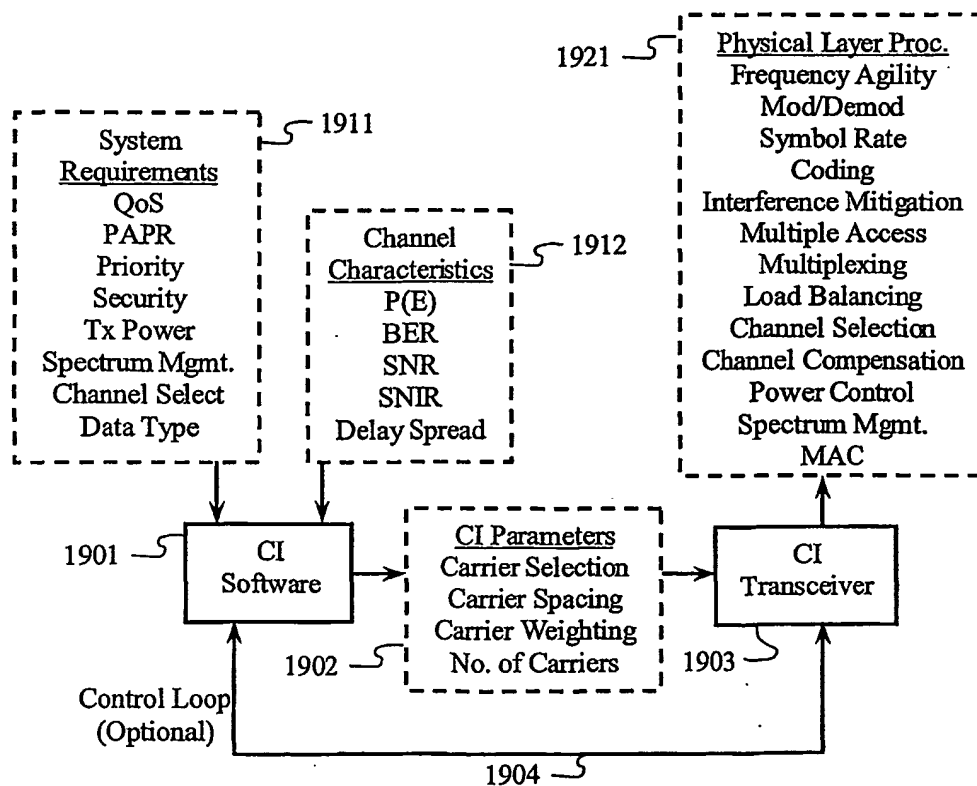 1921
Physical Layer Proc.
Frequency Agility
Mod/Demod
Symbol Rate
Coding
Interference Mitigation
Multiple Access
Multiplexing
Load Balancing
Channel Selection
Channel Compensation
Power Control
Spectrum Mgmt.
MAC
1911
System
Requirements
QoS
PAPR
Priority
Security
Tx Power
Spectrum Mgmt.
Channel Select
Data Type
1912
Channel
Characteristics
P(E)
BER
SNR
SNIR
Delay Spread
1901
CI
Software
CI Parameters
Carrier Selection
Carrier Spacing
Carrier Weighting
No. of Carriers
1902
CI
Transceiver
1903
Control Loop
(Optional)
1904